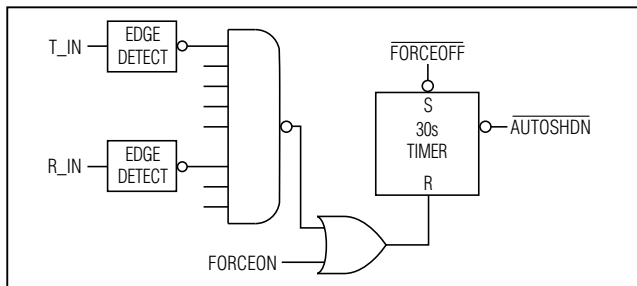 T_IN
EDGE
DETECT
R_IN
EDGE
DETECT
FORCEON
FORCEOFF
S
30s
TIMER
R
AUTOSHDN